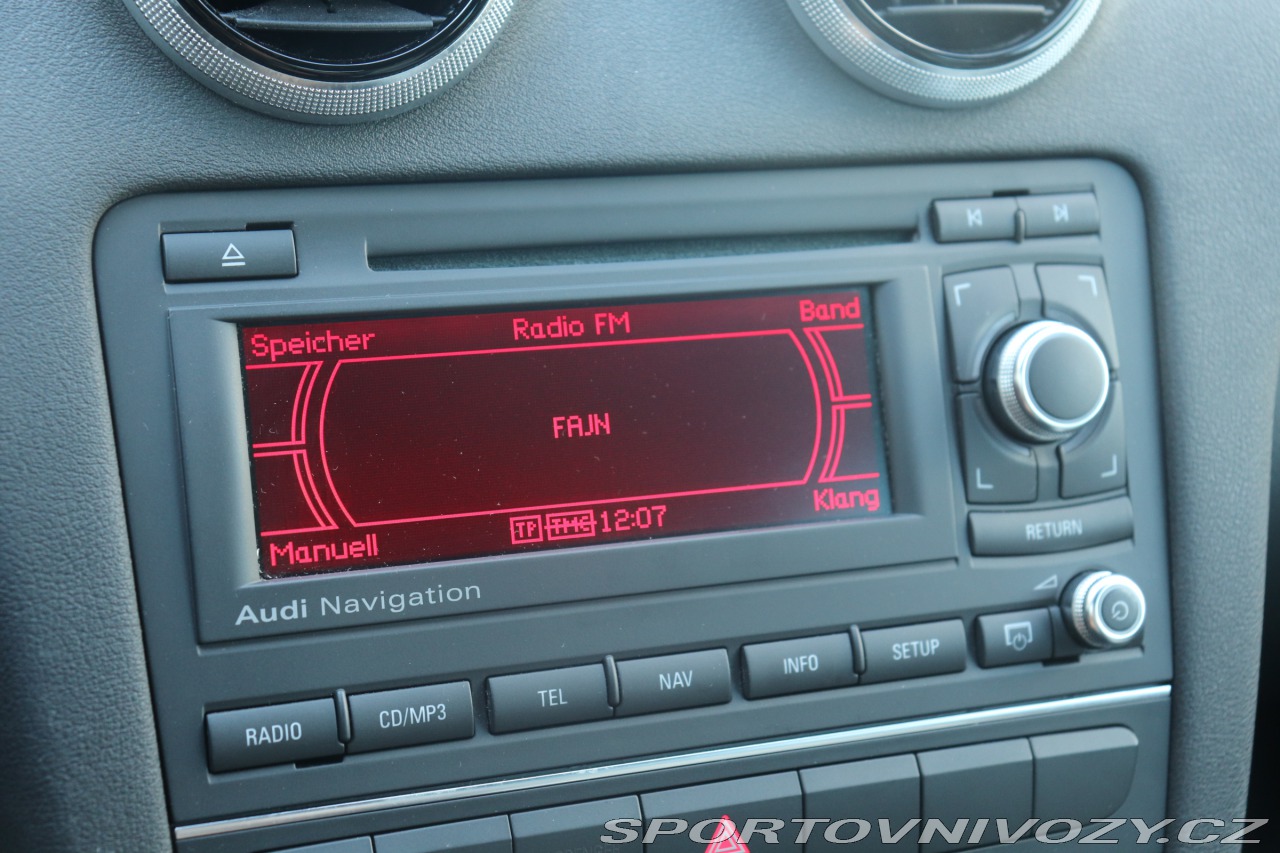 Speicher
Radio FM
Band
FAJN
Manuell
TP TMC 12:07
Klang
RETURN
Audi Navigation
RADIO
CD/MP3
TEL
NAV
INFO
SETUP
SPORTOVNIVOZY.CZ